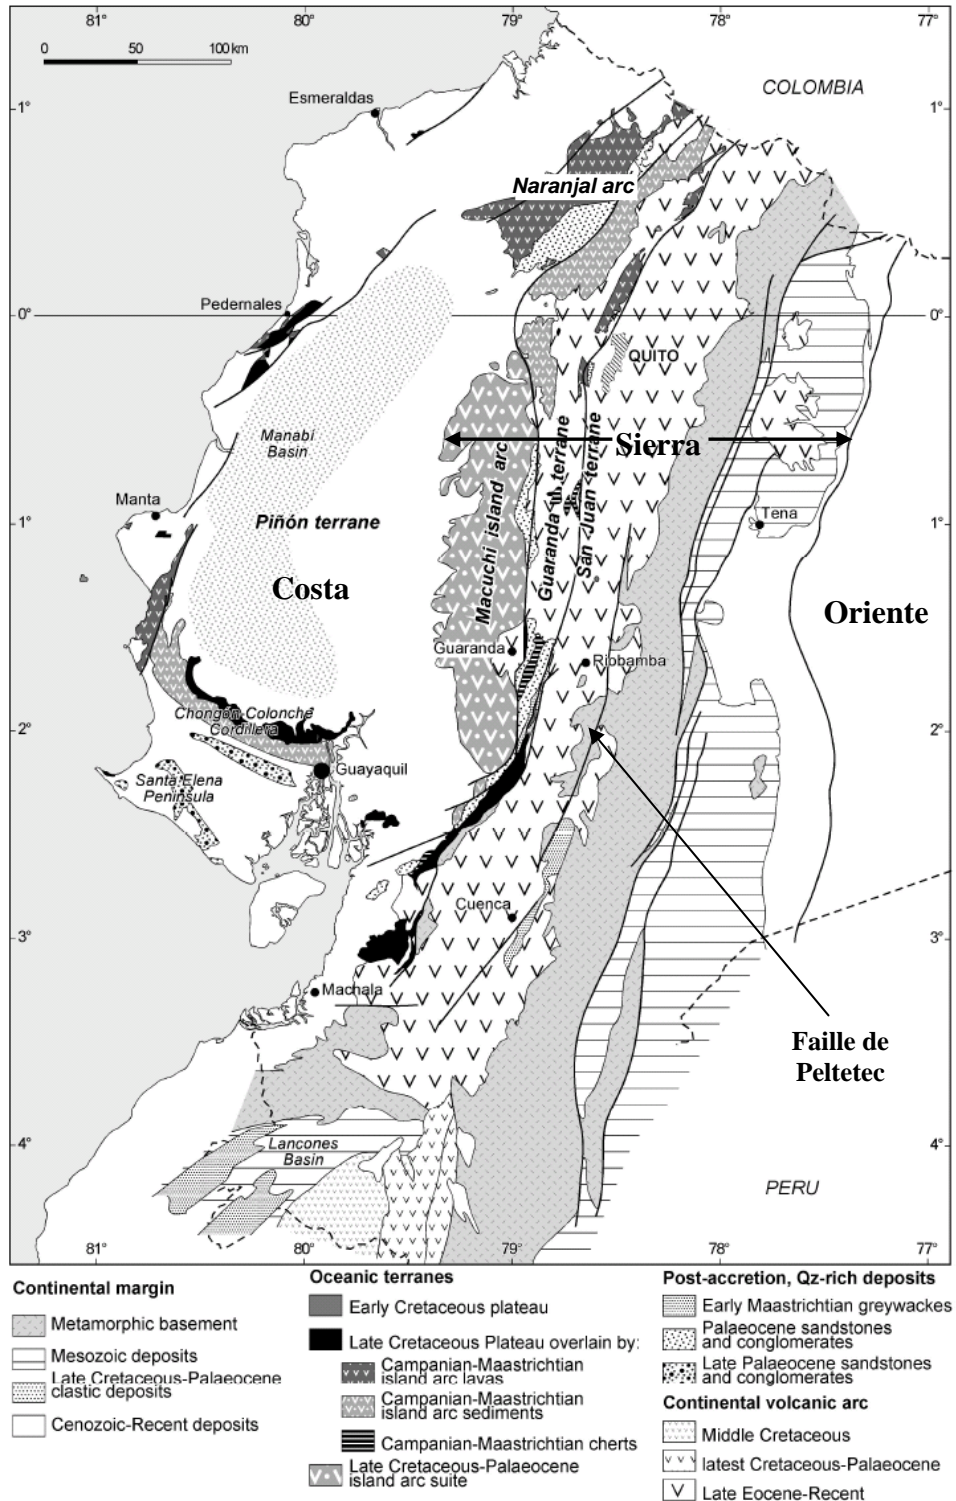 81°
80°
79°
78°
77°
0
50
100 km
COLOMBIA
Esmeraldas
1°
1°
Naranjal arc
Pedernales
0°
0°
QUITO
Manabí
Basin
Sierra
Manta
Piñón terrane
Macuchi island arc
Guaranda terrane
San Juan terrane
Tena
1°
1°
Costa
Oriente
Guaranda
Riobamba
Chongón-Colonche
Cordillera
2°
2°
Guayaquil
Santa Elena
Peninsula
Cuenca
3°
3°
Machala
Faille de
Peltetec
Lancones
Basin
4°
4°
PERU
81°
80°
79°
78°
77°
Continental margin
Metamorphic basement
Mesozoic deposits
Late Cretaceous-Palaeocene
clastic deposits
Cenozoic-Recent deposits
Oceanic terranes
Early Cretaceous plateau
Late Cretaceous Plateau overlain by:
Campanian-Maastrichtian
island arc lavas
Campanian-Maastrichtian
island arc sediments
Campanian-Maastrichtian cherts
Late Cretaceous-Palaeocene
island arc suite
Post-accretion, Qz-rich deposits
Early Maastrichtian greywackes
Palaeocene sandstones
and conglomerates
Late Palaeocene sandstones
and conglomerates
Continental volcanic arc
Middle Cretaceous
latest Cretaceous-Palaeocene
Late Eocene-Recent